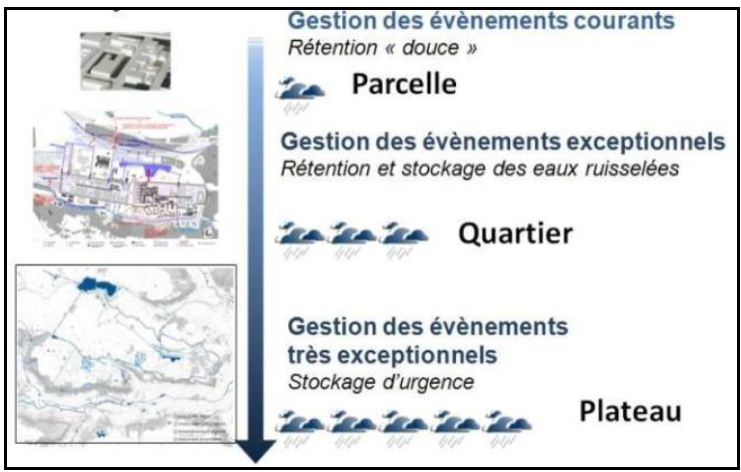 Gestion des évènements courants
Rétention « douce »
Parcelle
Gestion des évènements exceptionnels
Rétention et stockage des eaux ruisselées
Quartier
Gestion des évènements
très exceptionnels
Stockage d'urgence
Plateau